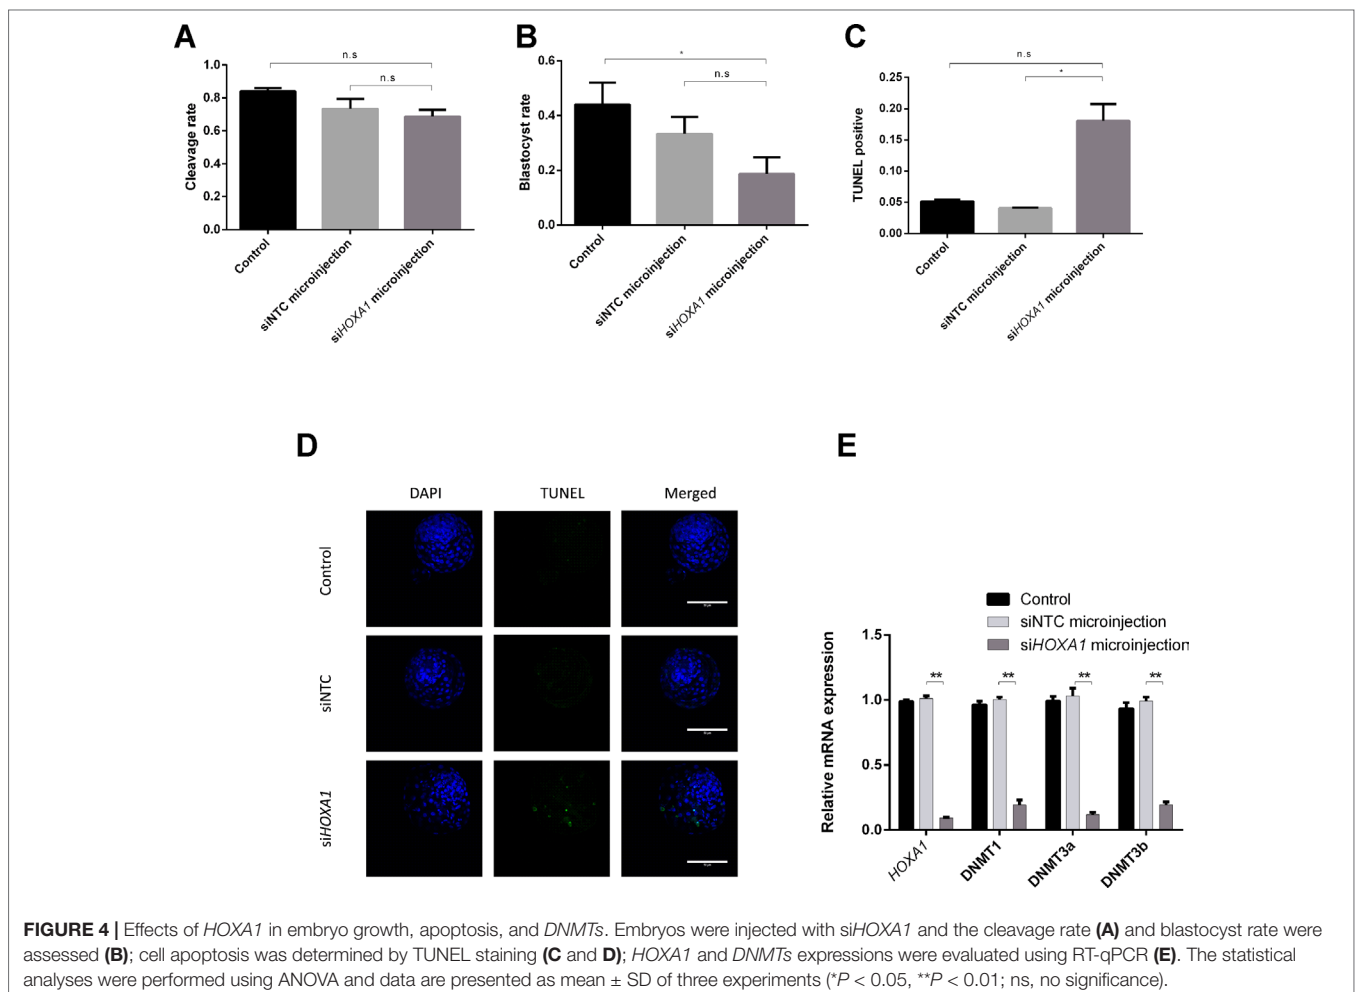 A
n.s
n.s
Cleavage rate
1.0
0.8
0.6
0.4
0.2
0.0
Control
siNTC microinjection
siHOXA1 microinjection
B
*
n.s
Blastocyst rate
0.6
0.4
0.2
0.0
Control
siNTC microinjection
siHOXA1 microinjection
C
n.s
*
TUNEL positive
0.25
0.20
0.15
0.10
0.05
0.00
Control
siNTC microinjection
siHOXA1 microinjection
D
DAPI TUNEL Merged
Control
siNTC
siHOXA1
E
Control
siNTC microinjection
siHOXA1 microinjection
Relative mRNA expression
1.5
1.0
0.5
0.0
** ** ** **
HOXA1 DNMT1 DNMT3a DNMT3b
FIGURE 4 | Effects of HOXA1 in embryo growth, apoptosis, and DNMTs. Embryos were injected with siHOXA1 and the cleavage rate (A) and blastocyst rate were
assessed (B); cell apoptosis was determined by TUNEL staining (C and D); HOXA1 and DNMTs expressions were evaluated using RT-qPCR (E). The statistical
analyses were performed using ANOVA and data are presented as mean ± SD of three experiments (*P < 0.05, **P < 0.01; ns, no significance).